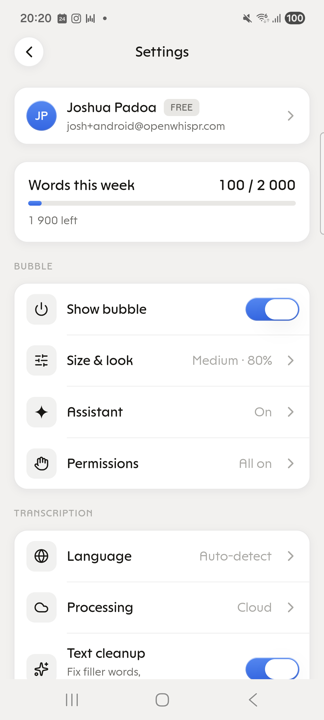 20:20
24
100
Settings
JP
Joshua Padoa FREE
josh+android@openwhispr.com
Words this week 100 / 2 000
1 900 left
BUBBLE
Show bubble
Size & look Medium · 80%
Assistant On
Permissions All on
TRANSCRIPTION
Language Auto-detect
Processing Cloud
Text cleanup
Fix filler words,